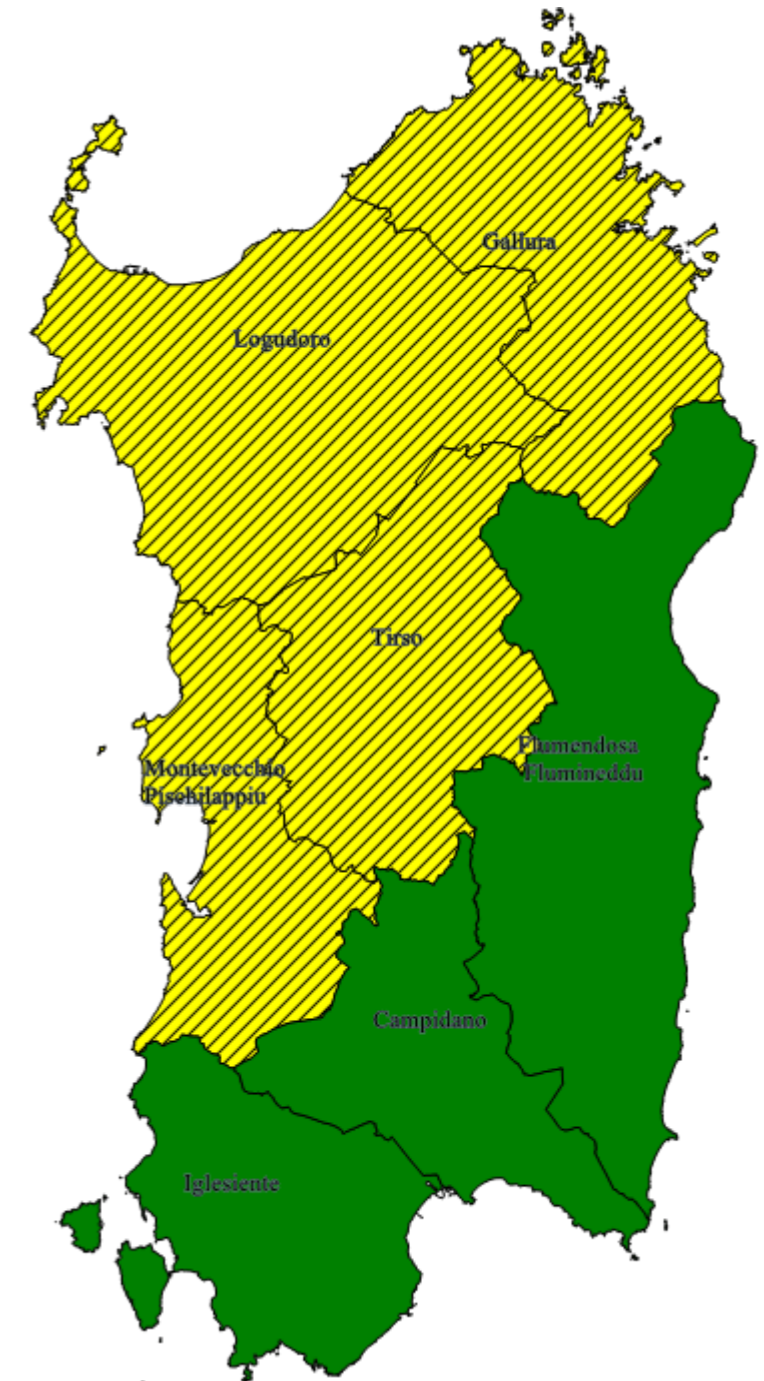 Gallura
Logudoro
Tirso
Flumendosa
Flumineddu
Montevecchio
Pischilappiu
Campidano
Iglesiente